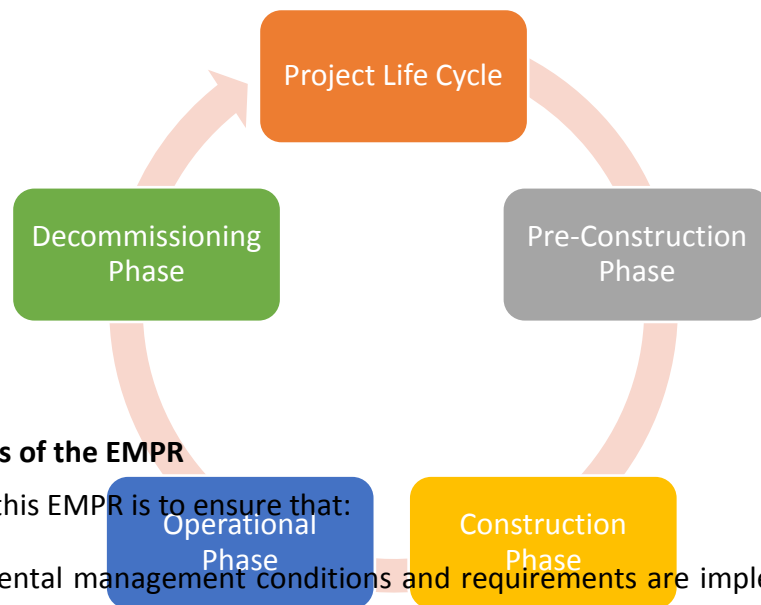 Project Life Cycle
Decommissioning
Phase
Pre-Construction
Phase
s of the EMPR
this EMPR is to ensure that:
Operational
Phase
Construction
Phase
ental management conditions and requirements are imple